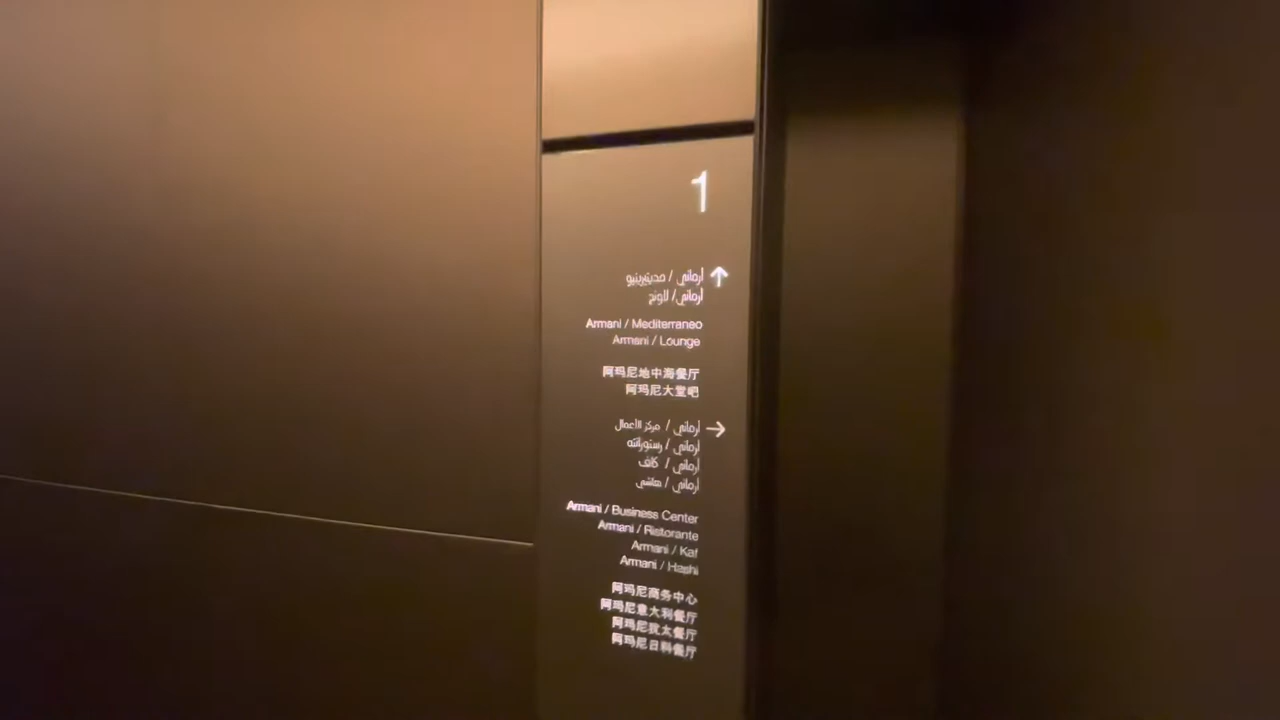 1
أرماني / مديتيرينيو ↑
أرماني/ لاونج
Armani / Mediterraneo
Armani / Lounge
阿玛尼地中海餐厅
阿玛尼大堂吧
أرماني / مركز الأعمال →
أرماني / رستورانته
أرماني / كاف
أرماني / هاشي
Armani / Business Center
Armani / Ristorante
Armani / Kaf
Armani / Hashi
阿玛尼商务中心
阿玛尼意大利餐厅
阿玛尼犹太餐厅
阿玛尼日料餐厅